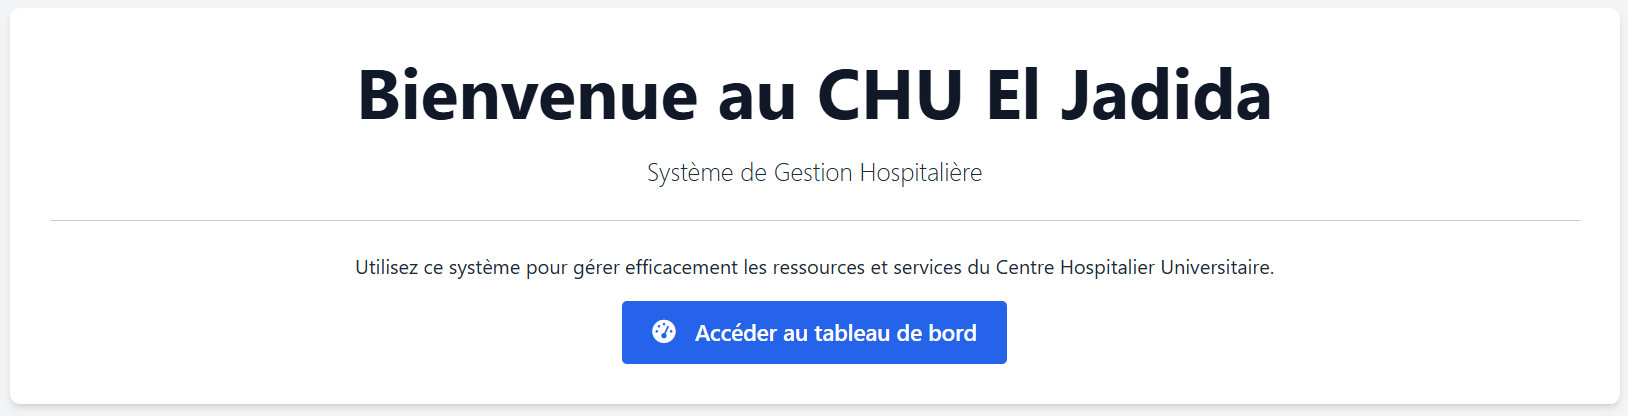 Bienvenue au CHU El Jadida
Système de Gestion Hospitalière
Utilisez ce système pour gérer efficacement les ressources et services du Centre Hospitalier Universitaire.
Accéder au tableau de bord